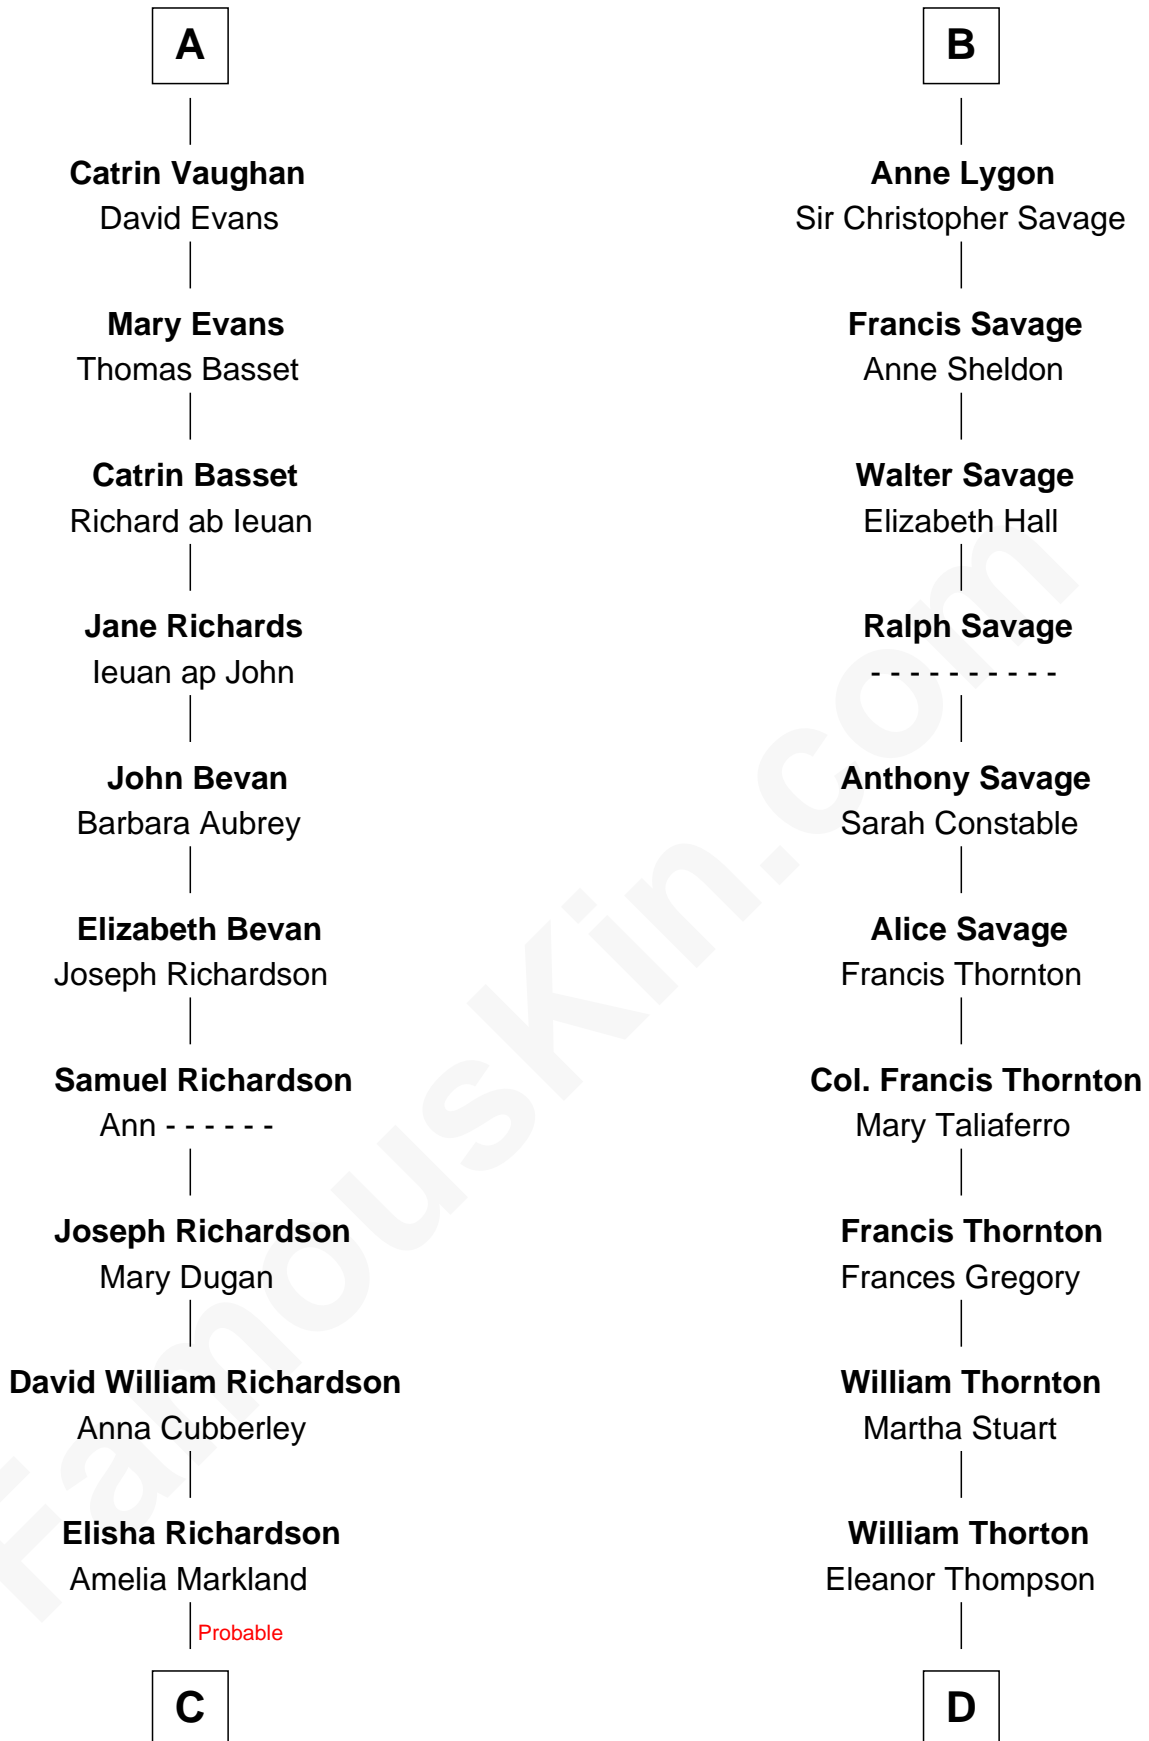 A
Catrin Vaughan
David Evans
Mary Evans
Thomas Basset
Catrin Basset
Richard ab Ieuan
Jane Richards
Ieuan ap John
John Bevan
Barbara Aubrey
Elizabeth Bevan
Joseph Richardson
Samuel Richardson
Ann - - - - - -
Joseph Richardson
Mary Dugan
David William Richardson
Anna Cubberley
Elisha Richardson
Amelia Markland
Probable
C
B
Anne Lygon
Sir Christopher Savage
Francis Savage
Anne Sheldon
Walter Savage
Elizabeth Hall
Ralph Savage
- - - - - - - - - -
Anthony Savage
Sarah Constable
Alice Savage
Francis Thornton
Col. Francis Thornton
Mary Taliaferro
Francis Thornton
Frances Gregory
William Thornton
Martha Stuart
William Thorton
Eleanor Thompson
D
FamousKin.com